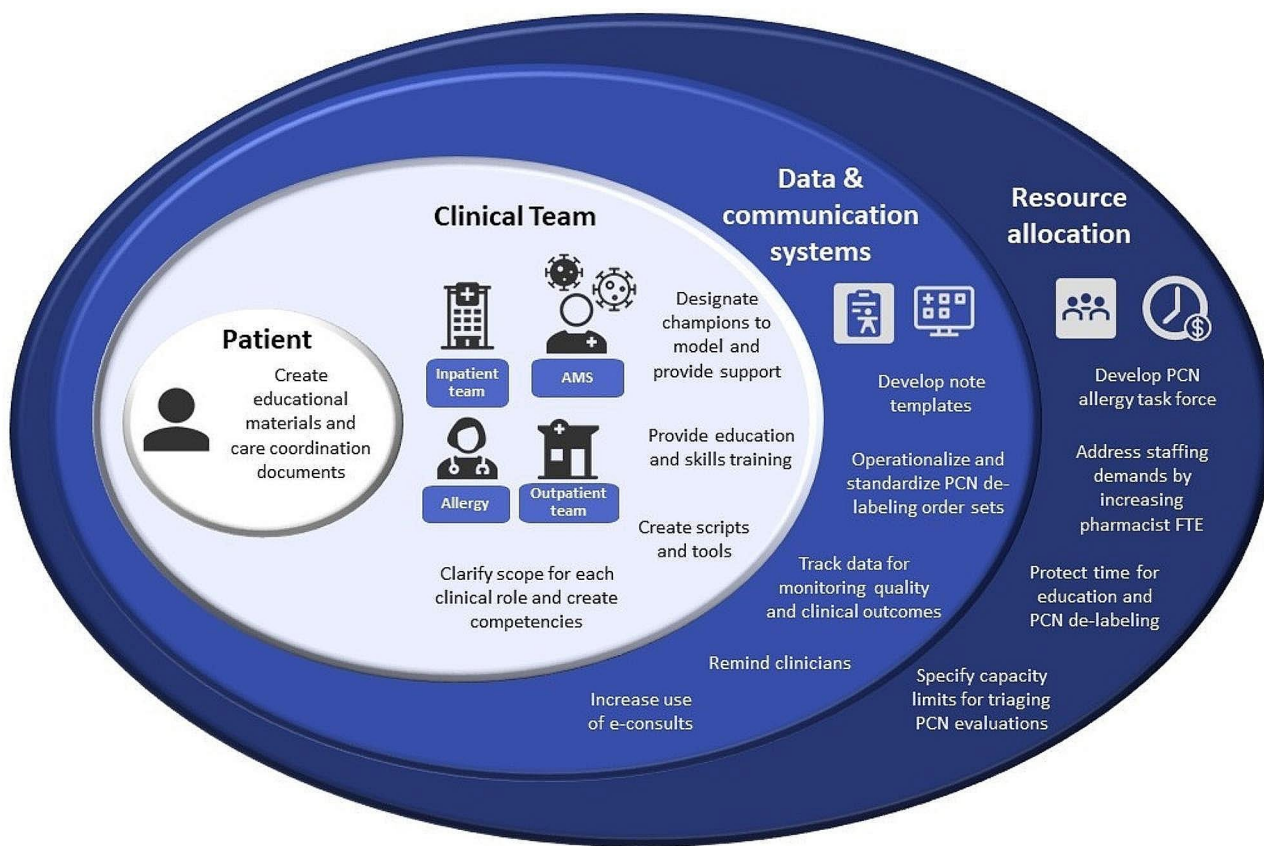 Patient
Create
educational
materials and
care coordination
documents
Clinical Team
Inpatient
team
AMS
Allergy
Outpatient
team
Designate
champions to
model and
provide support
Provide education
and skills training
Create scripts
and tools
Clarify scope for each
clinical role and create
competencies
Data &
communication
systems
Develop note
templates
Operationalize and
standardize PCN de-
labeling order sets
Track data for
monitoring quality
and clinical outcomes
Remind clinicians
Increase use
of e-consults
Resource
allocation
$
Develop PCN
allergy task force
Address staffing
demands by
increasing
pharmacist FTE
Protect time for
education and
PCN de-labeling
Specify capacity
limits for triaging
PCN evaluations